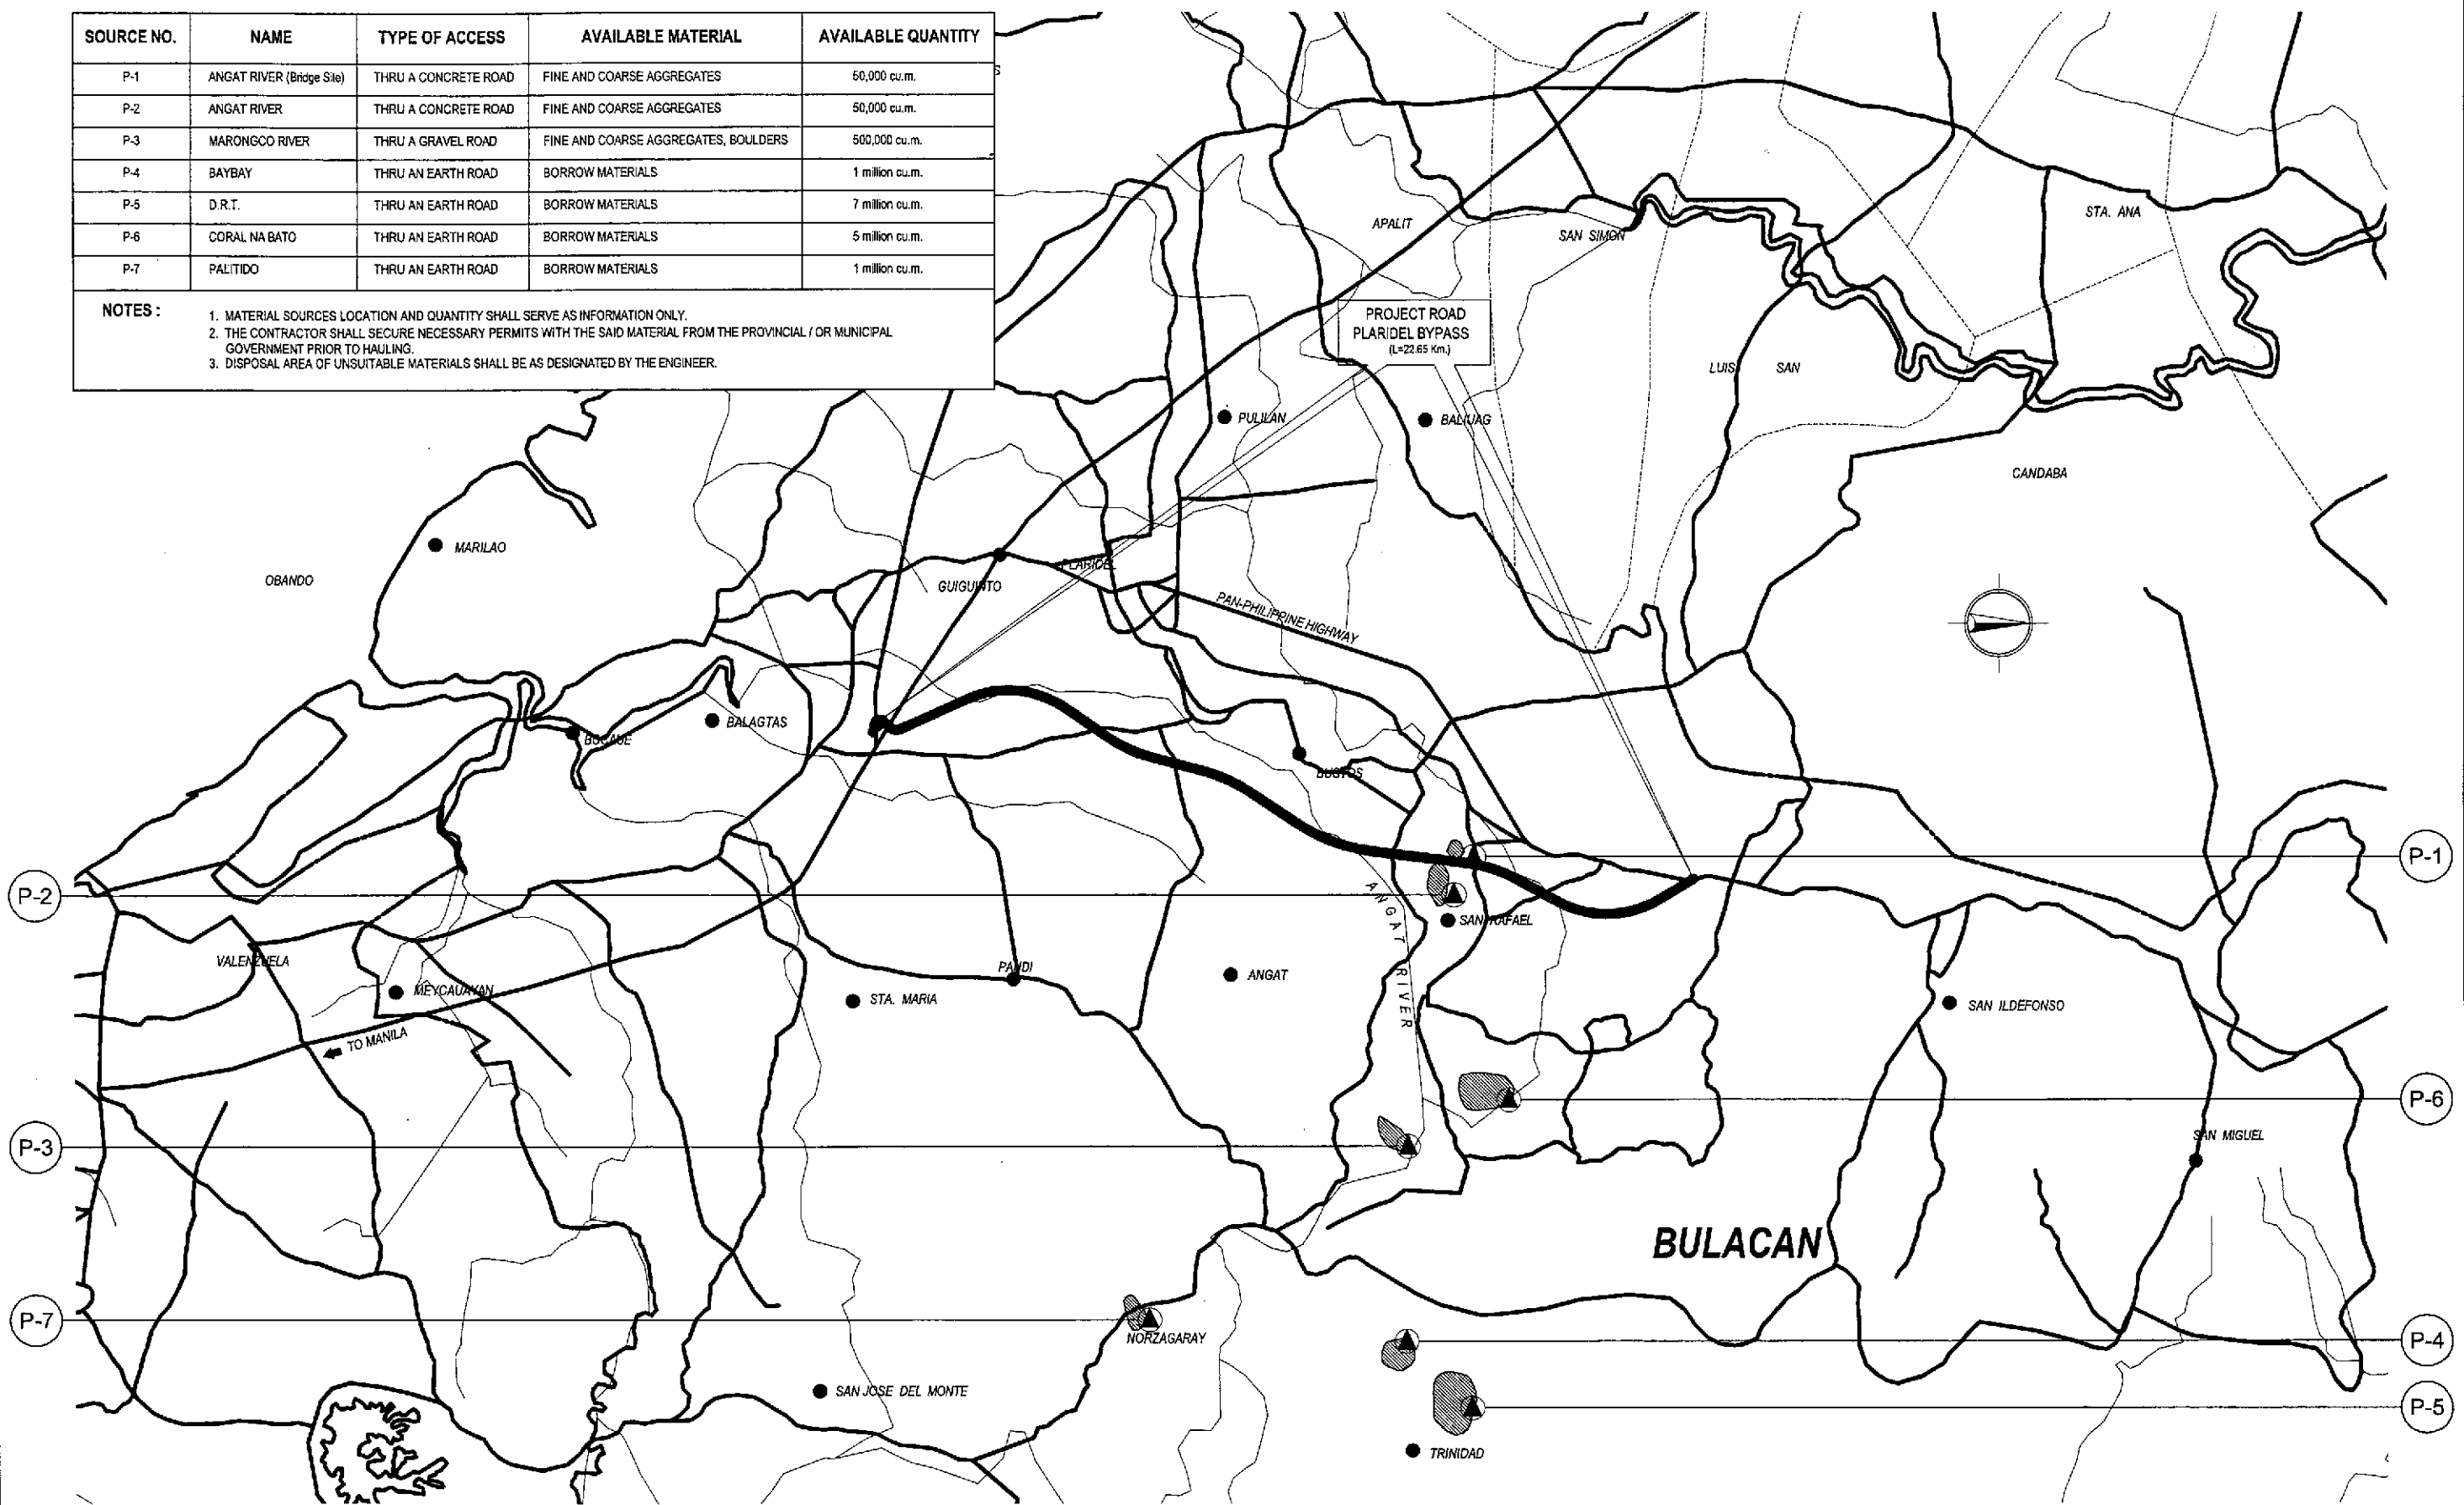 SOURCE NO. NAME TYPE OF ACCESS AVAILABLE MATERIAL AVAILABLE QUANTITY
P-1 ANGAT RIVER (Bridge Site) THRU A CONCRETE ROAD FINE AND COARSE AGGREGATES 50,000 cu.m.
P-2 ANGAT RIVER THRU A CONCRETE ROAD FINE AND COARSE AGGREGATES 50,000 cu.m.
P-3 MARONGCO RIVER THRU A GRAVEL ROAD FINE AND COARSE AGGREGATES, BOULDERS 500,000 cu.m.
P-4 BAYBAY THRU AN EARTH ROAD BORROW MATERIALS 1 million cu.m.
P-5 D.R.T. THRU AN EARTH ROAD BORROW MATERIALS 7 million cu.m.
P-6 CORAL NA BATO THRU AN EARTH ROAD BORROW MATERIALS 5 million cu.m.
P-7 PALITIDO THRU AN EARTH ROAD BORROW MATERIALS 1 million cu.m.
NOTES :
1. MATERIAL SOURCES LOCATION AND QUANTITY SHALL SERVE AS INFORMATION ONLY.
2. THE CONTRACTOR SHALL SECURE NECESSARY PERMITS WITH THE SAID MATERIAL FROM THE PROVINCIAL / OR MUNICIPAL
GOVERNMENT PRIOR TO HAULING.
3. DISPOSAL AREA OF UNSUITABLE MATERIALS SHALL BE AS DESIGNATED BY THE ENGINEER.
APALIT
SAN SIMON
STA. ANA
PROJECT ROAD
PLARIDEL BYPASS
(L=22.65 Km.)
LUIS SAN
PULILAN
BALIUAG
CANDABA
MARILAO
OBANDO
PLARIDEL
GUIGUINTO
PAN-PHILIPPINE HIGHWAY
BALAGTAS
BOCAUE
BUSTOS
P-1
P-2
ANGAT RIVER
SAN RAFAEL
VALENZUELA
PANDI
ANGAT
MEYCAUAYAN
STA. MARIA
SAN ILDEFONSO
TO MANILA
P-6
SAN MIGUEL
P-3
BULACAN
P-7
NORZAGARAY
P-4
SAN JOSE DEL MONTE
P-5
TRINIDAD